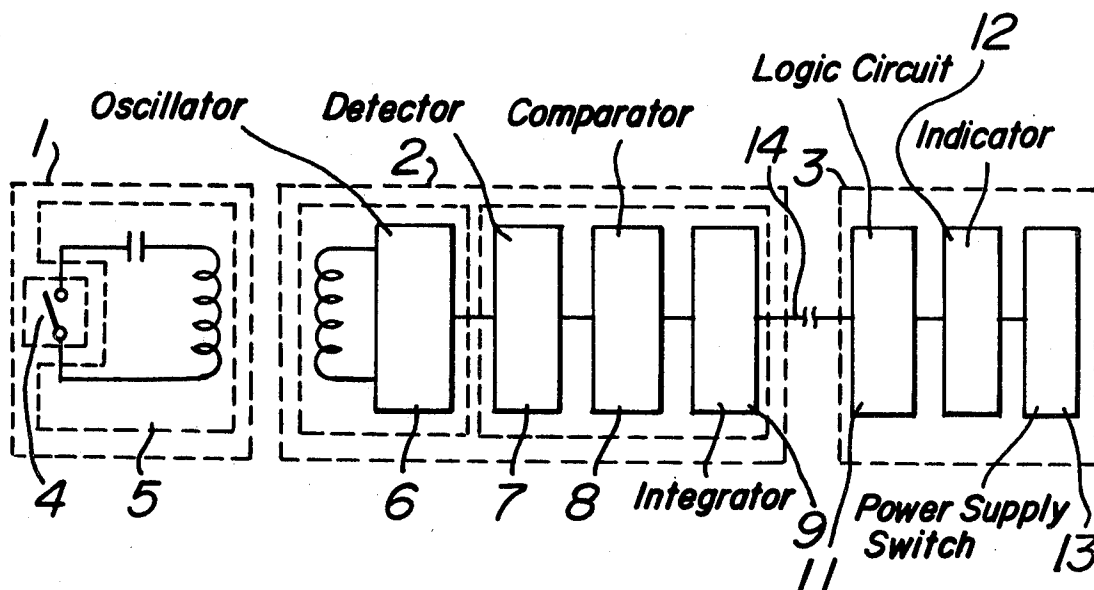 12
Logic Circuit
Oscillator
Detector
Comparator
Indicator
1
2
14
3
4
5
6
7
8
Integrator
9
11
Power Supply
Switch
13